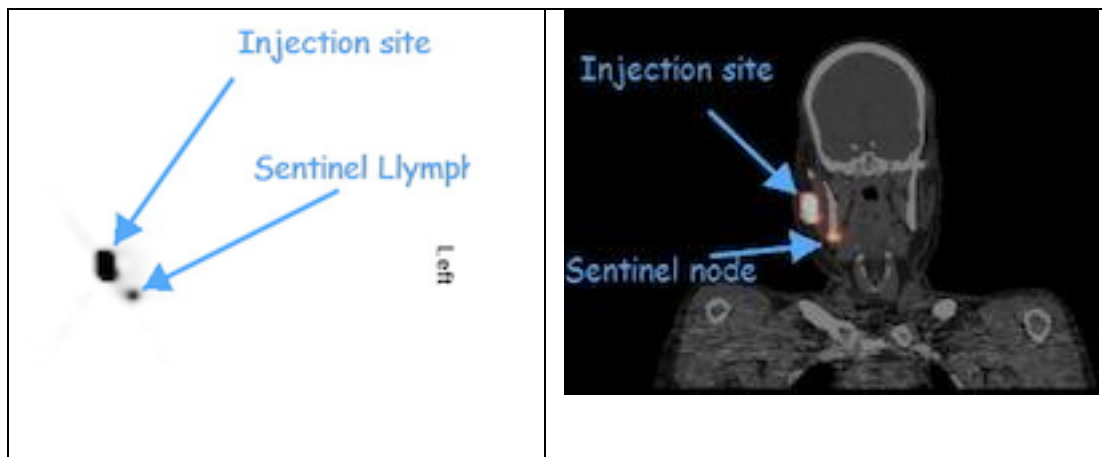 Injection site
Sentinel Llymph
Left
Injection site
Sentinel node